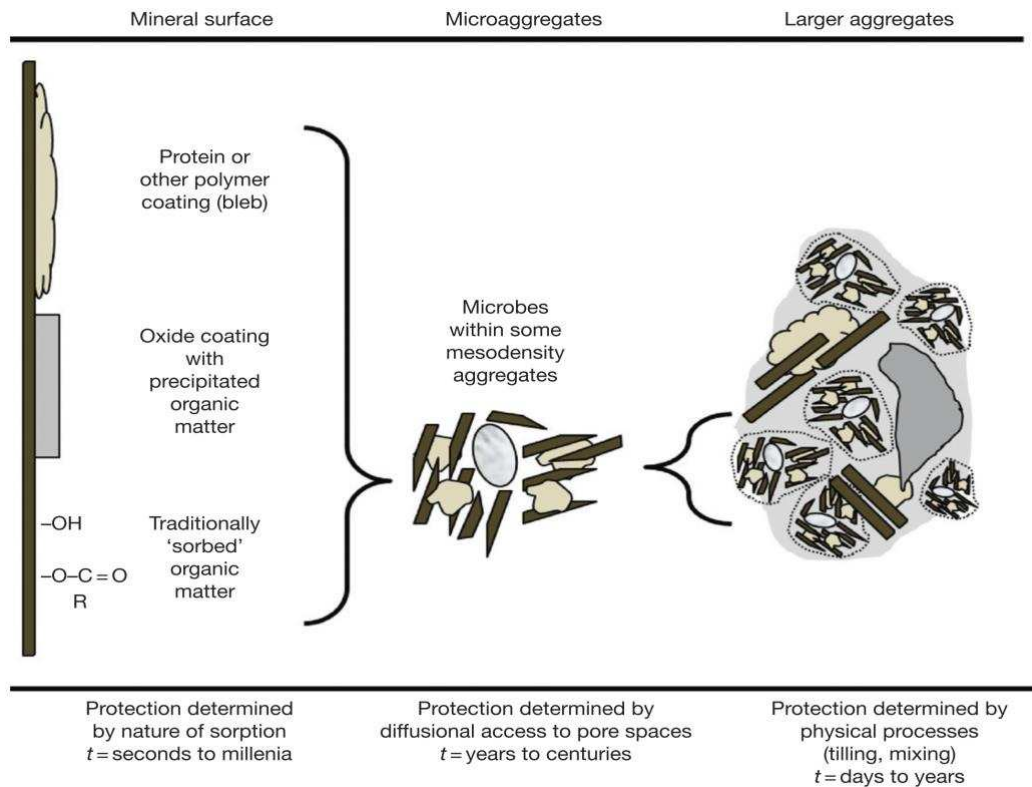 Mineral surface
Microaggregates
Larger aggregates
Protein or
other polymer
coating (bleb)
Oxide coating
with
precipitated
organic
matter
–OH
–O–C=O
R
Traditionally
‘sorbed’
organic
matter
Microbes
within some
mesodensity
aggregates
Protection determined
by nature of sorption
t = seconds to millenia
Protection determined by
diffusional access to pore spaces
t = years to centuries
Protection determined by
physical processes
(tilling, mixing)
t = days to years